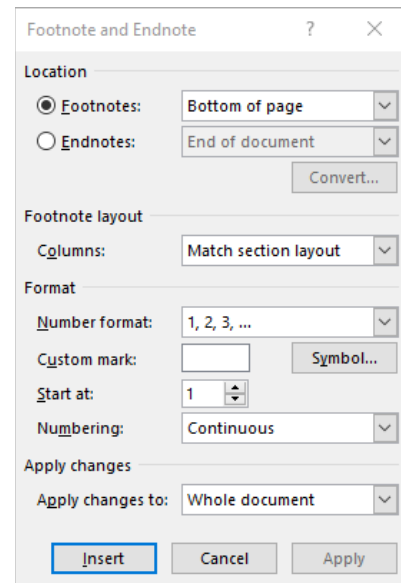 Footnote and Endnote ?
Location
Footnotes: Bottom of page
Endnotes: End of document
Convert...
Footnote layout
Columns: Match section layout
Format
Number format: 1, 2, 3, ...
Custom mark: Symbol...
Start at: 1
Numbering: Continuous
Apply changes
Apply changes to: Whole document
Insert Cancel Apply